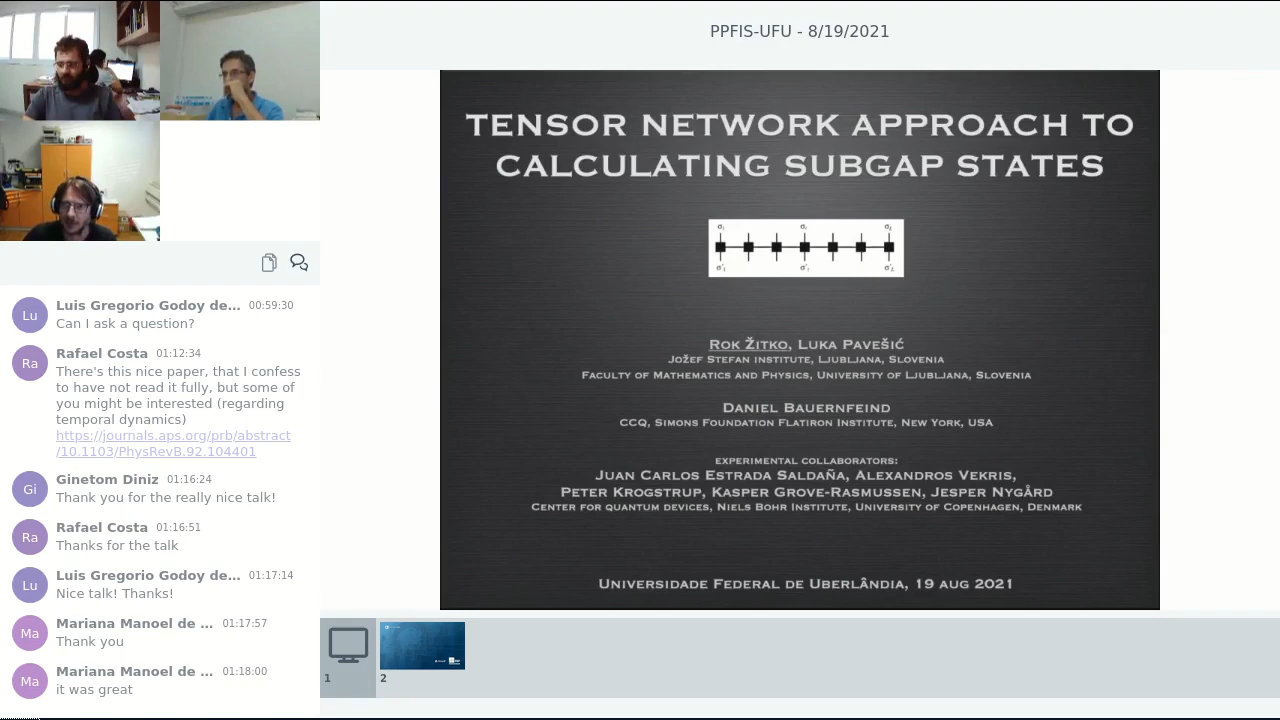 PPFIS-UFU - 8/19/2021
TENSOR NETWORK APPROACH TO
CALCULATING SUBGAP STATES
ROK ŽITKO, LUKA PAVEŠIĆ
JOŽEF STEFAN INSTITUTE, LJUBLJANA, SLOVENIA
FACULTY OF MATHEMATICS AND PHYSICS, UNIVERSITY OF LJUBLJANA, SLOVENIA
DANIEL BAUERNFEIND
CCQ, SIMONS FOUNDATION FLATIRON INSTITUTE, NEW YORK, USA
EXPERIMENTAL COLLABORATORS:
JUAN CARLOS ESTRADA SALDAÑA, ALEXANDROS VEKRIS,
PETER KROGSTRUP, KASPER GROVE-RASMUSSEN, JESPER NYGÅRD
CENTER FOR QUANTUM DEVICES, NIELS BOHR INSTITUTE, UNIVERSITY OF COPENHAGEN, DENMARK
UNIVERSIDADE FEDERAL DE UBERLÂNDIA, 19 AUG 2021
Lu
Luis Gregorio Godoy de... 00:59:30
Can I ask a question?
Ra
Rafael Costa 01:12:34
There's this nice paper, that I confess
to have not read it fully, but some of
you might be interested (regarding
temporal dynamics)
https://journals.aps.org/prb/abstract
/10.1103/PhysRevB.92.104401
Gi
Ginetom Diniz 01:16:24
Thank you for the really nice talk!
Ra
Rafael Costa 01:16:51
Thanks for the talk
Lu
Luis Gregorio Godoy de... 01:17:14
Nice talk! Thanks!
Ma
Mariana Manoel de ... 01:17:57
Thank you
Ma
Mariana Manoel de ... 01:18:00
it was great
1
2